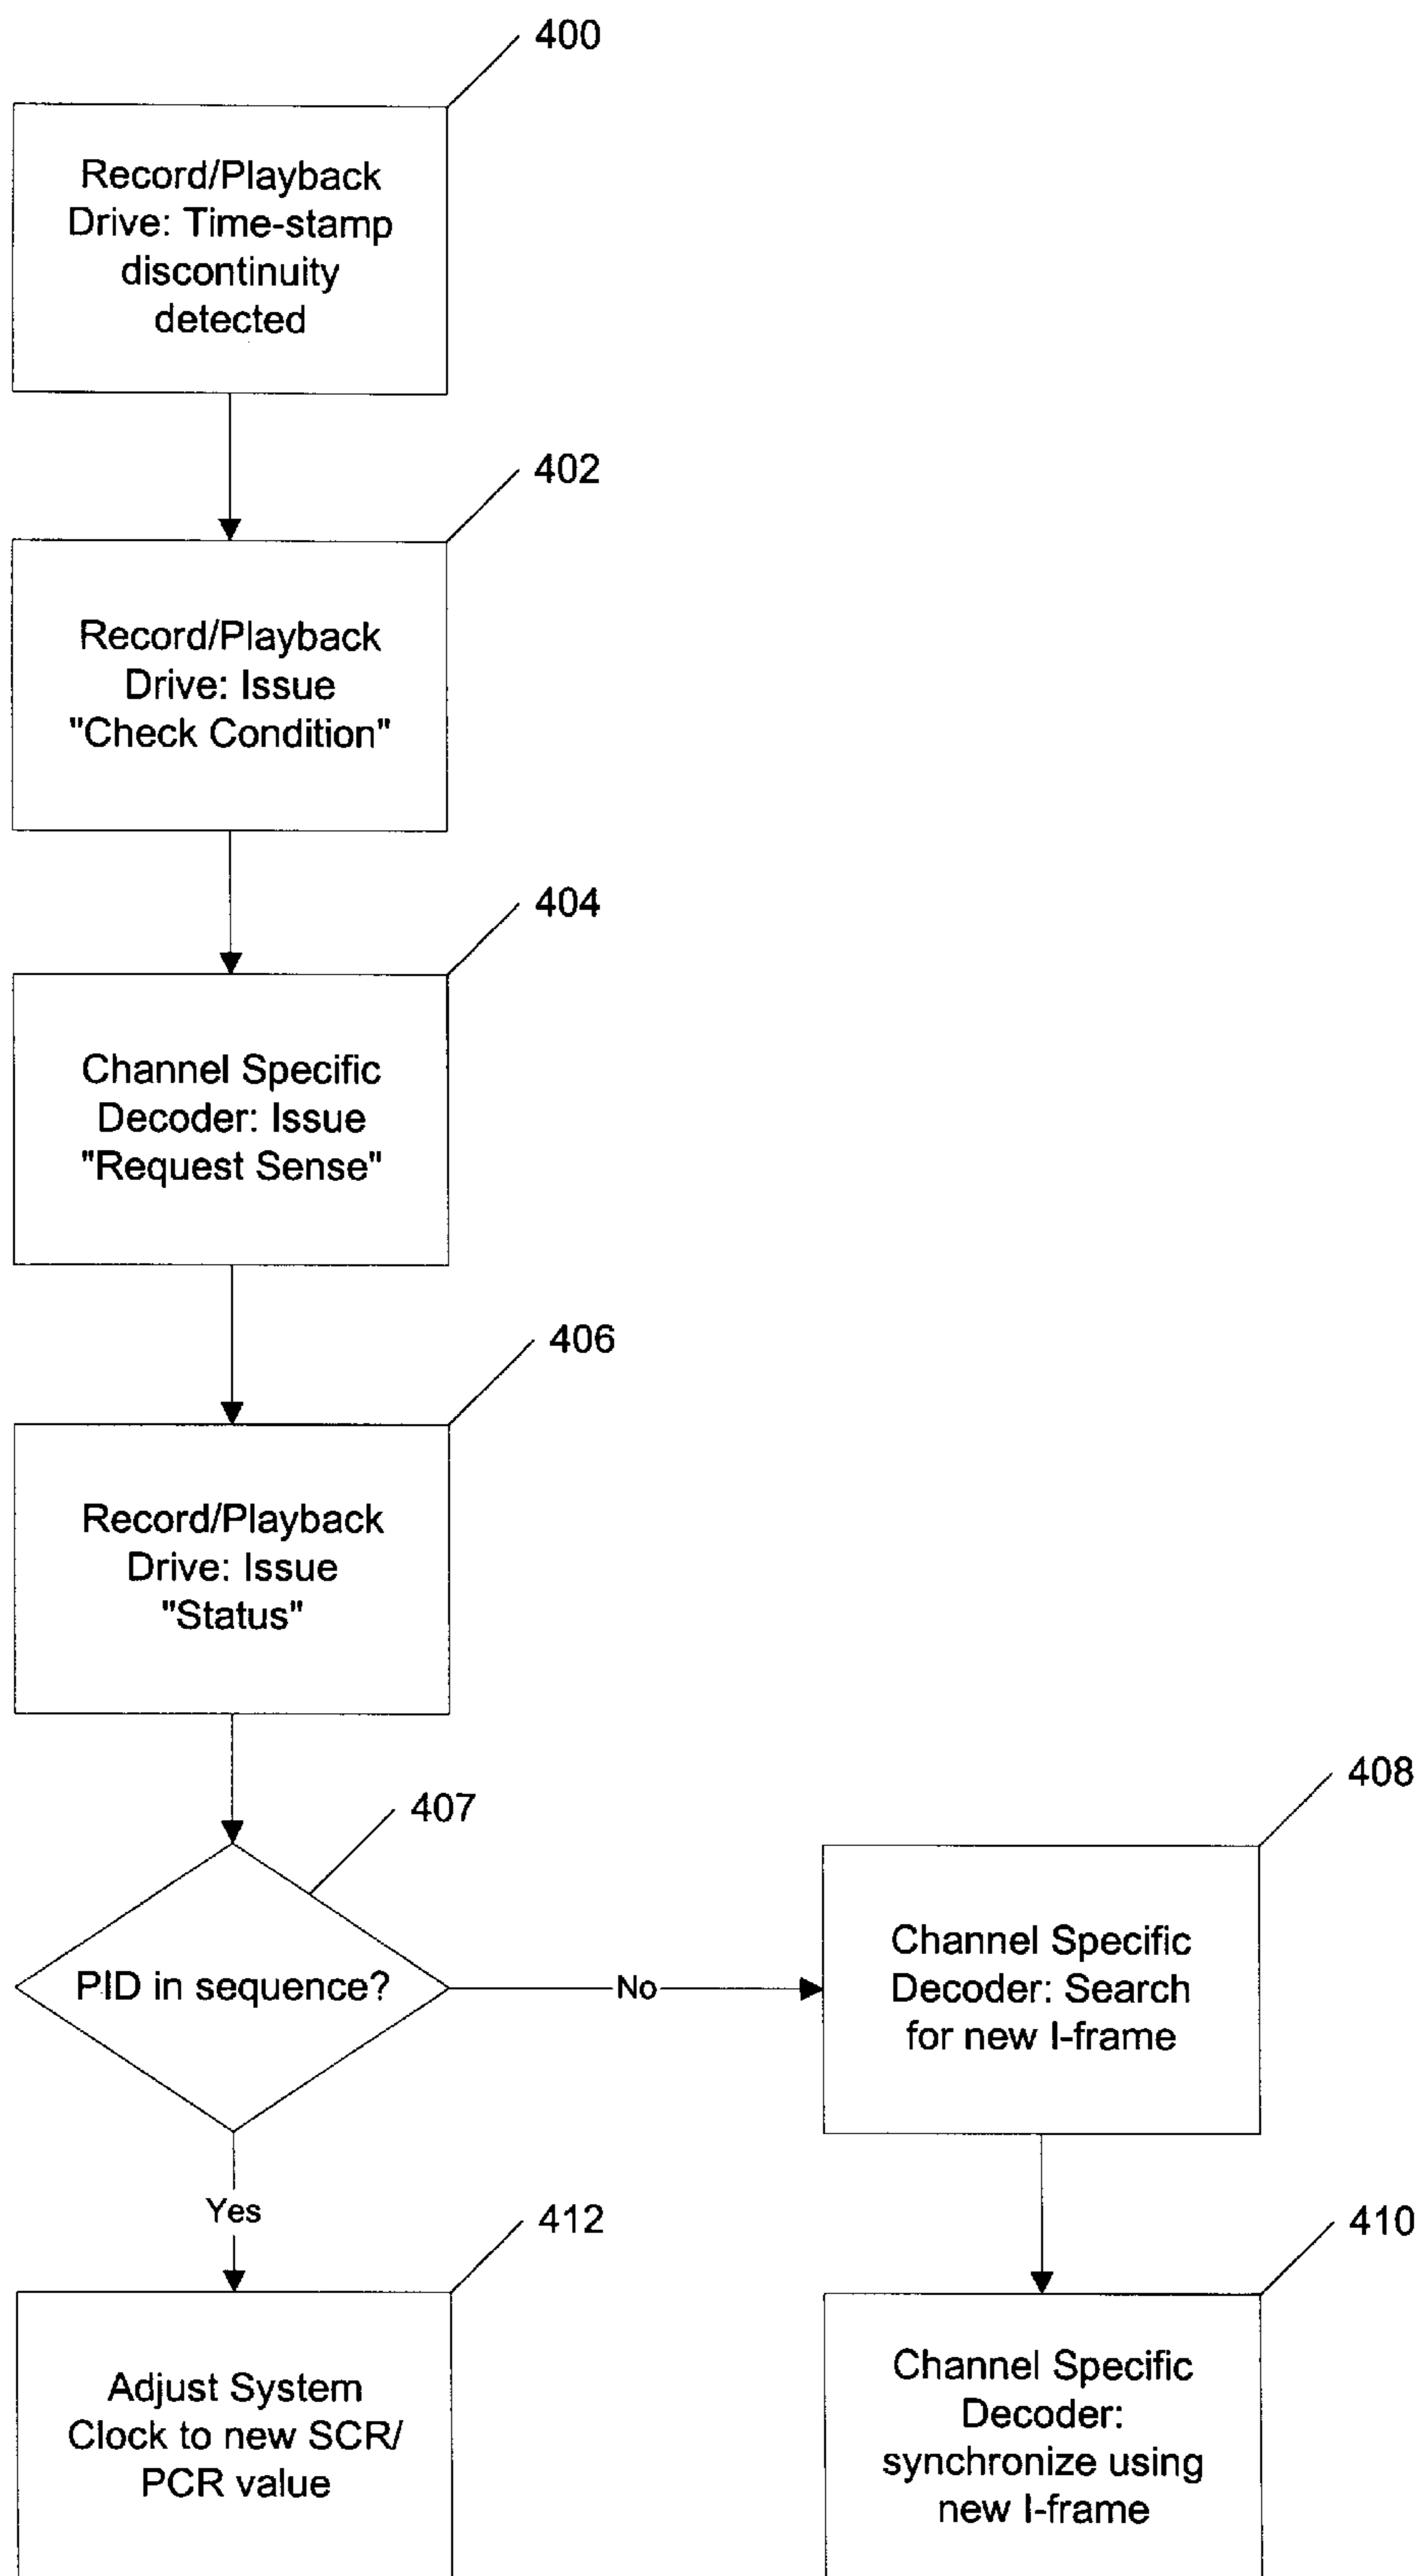 400
Record/Playback
Drive: Time-stamp
discontinuity
detected
402
Record/Playback
Drive: Issue
"Check Condition"
404
Channel Specific
Decoder: Issue
"Request Sense"
406
Record/Playback
Drive: Issue
"Status"
407
PID in sequence?
No
408
Channel Specific
Decoder: Search
for new I-frame
Yes
412
Adjust System
Clock to new SCR/
PCR value
410
Channel Specific
Decoder:
synchronize using
new I-frame